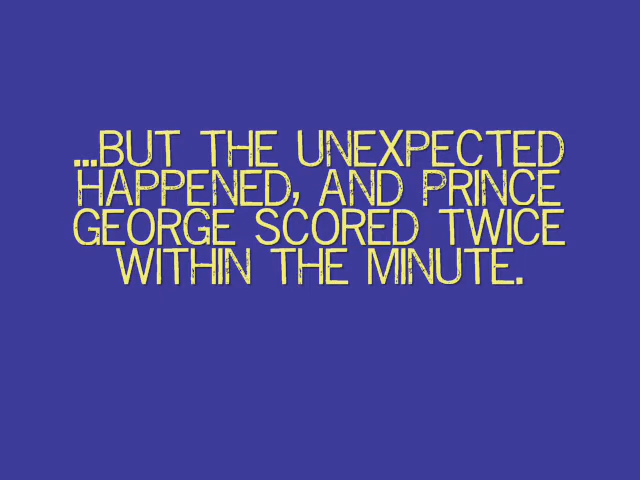 ...BUT THE UNEXPECTED
HAPPENED, AND PRINCE
GEORGE SCORED TWICE
WITHIN THE MINUTE.